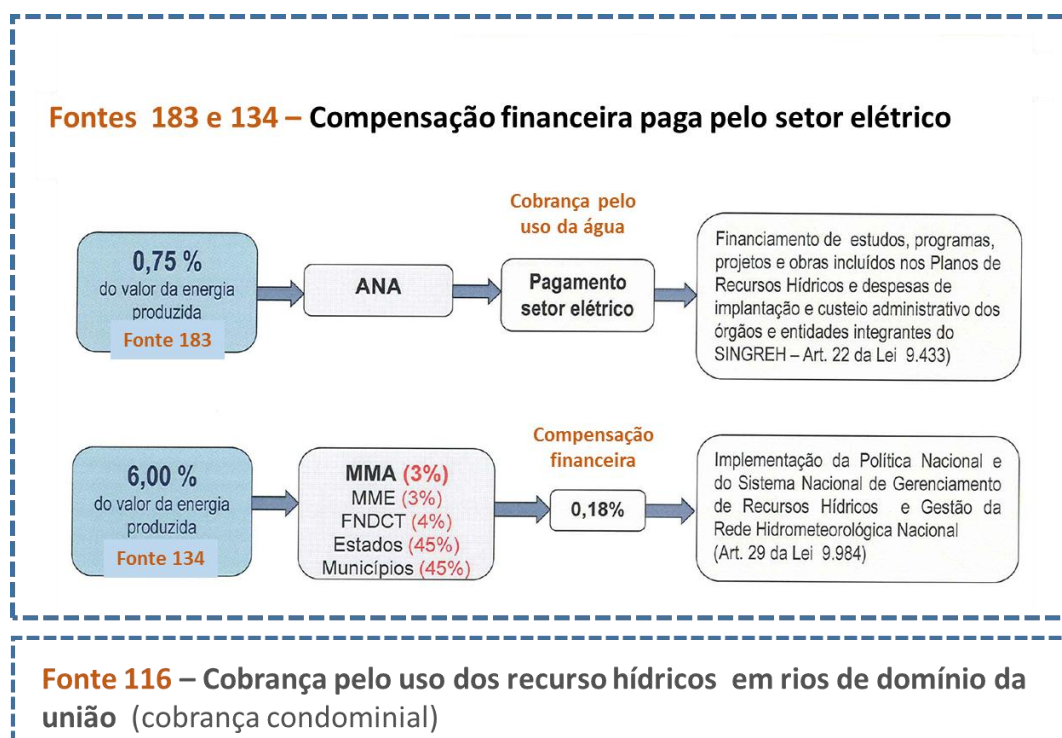 Fontes 183 e 134 – Compensação financeira paga pelo setor elétrico
0,75 %
do valor da energia
produzida
Fonte 183
ANA
Cobrança pelo
uso da água
Pagamento
setor elétrico
Financiamento de estudos, programas,
projetos e obras incluídos nos Planos de
Recursos Hídricos e despesas de
implantação e custeio administrativo dos
órgãos e entidades integrantes do
SINGREH – Art. 22 da Lei 9.433)
6,00 %
do valor da energia
produzida
Fonte 134
MMA (3%)
MME (3%)
FNDCT (4%)
Estados (45%)
Municípios (45%)
Compensação
financeira
0,18%
Implementação da Política Nacional e
do Sistema Nacional de Gerenciamento
de Recursos Hídricos e Gestão da
Rede Hidrometeorológica Nacional
(Art. 29 da Lei 9.984)
Fonte 116 – Cobrança pelo uso dos recurso hídricos em rios de domínio da
união (cobrança condominial)